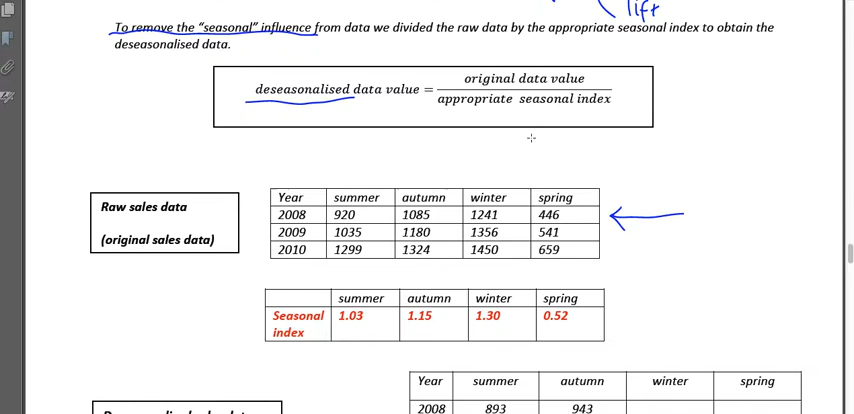 lift
To remove the "seasonal" influence from data we divided the raw data by the appropriate seasonal index to obtain the
deseasonalised data.
deseasonalised data value = original data value / appropriate seasonal index
Raw sales data
(original sales data)
Year summer autumn winter spring
2008 920 1085 1241 446
2009 1035 1180 1356 541
2010 1299 1324 1450 659
summer autumn winter spring
Seasonal index 1.03 1.15 1.30 0.52
Year summer autumn winter spring
2008 893 943